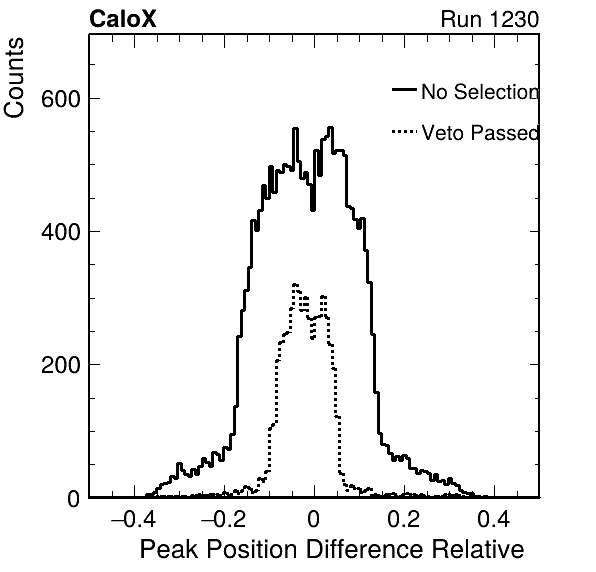 CaloX Run 1230
Counts
No Selection
Veto Passed
600
400
200
0
−0.4 −0.2 0 0.2 0.4
Peak Position Difference Relative